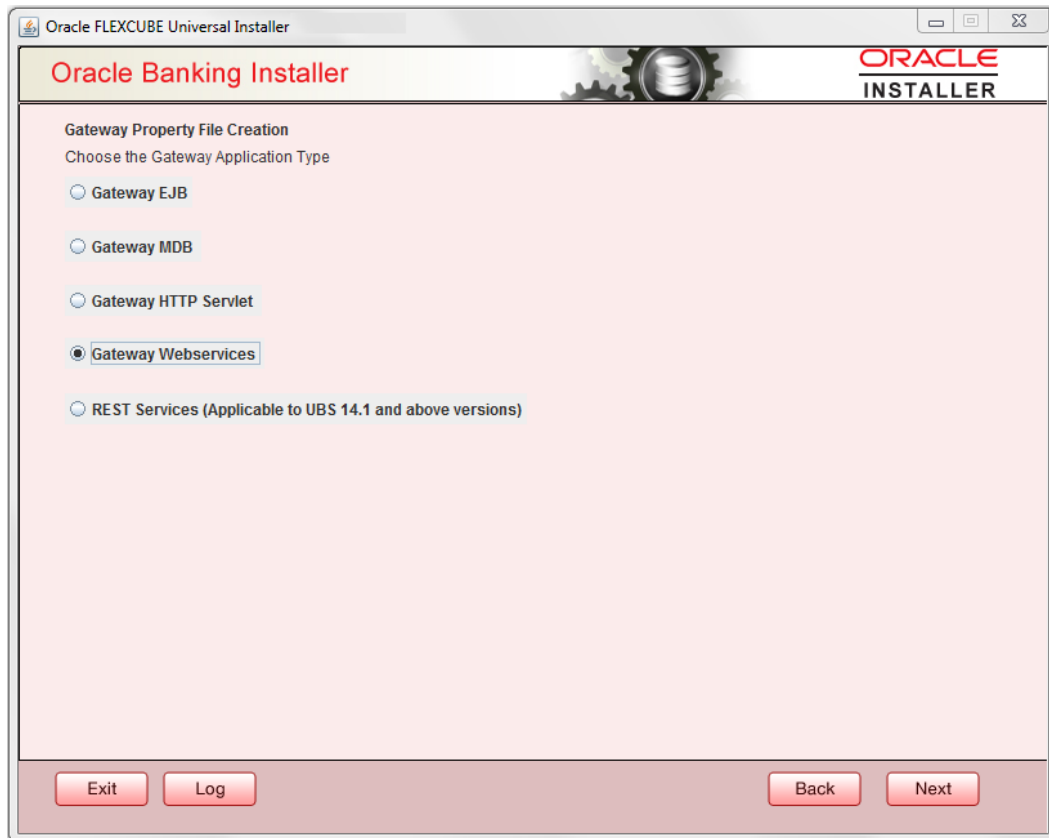 Oracle FLEXCUBE Universal Installer
Oracle Banking Installer
ORACLE
INSTALLER
Gateway Property File Creation
Choose the Gateway Application Type
Gateway EJB
Gateway MDB
Gateway HTTP Servlet
Gateway Webservices
REST Services (Applicable to UBS 14.1 and above versions)
Exit
Log
Back
Next